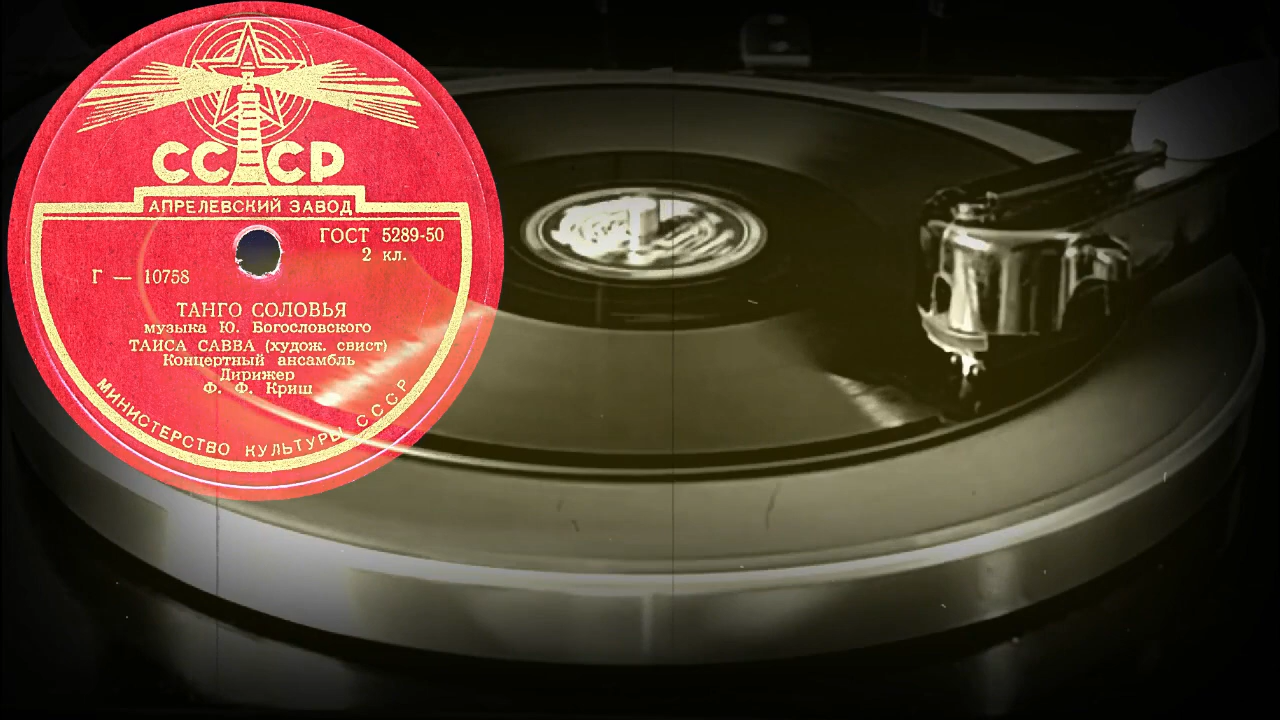 СССР
АПРЕЛЕВСКИЙ ЗАВОД
ГОСТ 5289-50
2 кл.
Г — 10758
ТАНГО СОЛОВЬЯ
музыка Ю. Богословского
ТАИСА САВВА (худож. свист)
Концертный ансамбль
Дирижер
Ф. Ф. Криш
МИНИСТЕРСТВО КУЛЬТУРЫ СССР